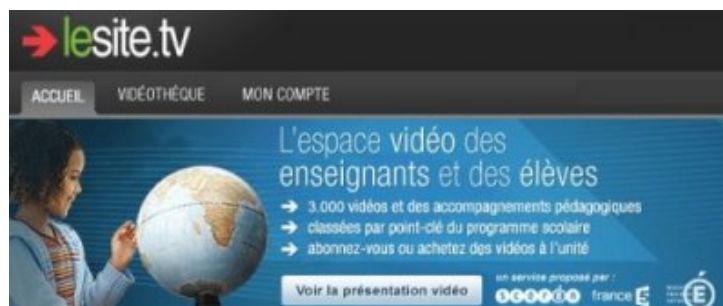 lesite.tv
ACCUEIL VIDÉOTHÈQUE MON COMPTE
L'espace vidéo des
enseignants et des élèves
→ 3.000 vidéos et des accompagnements pédagogiques
→ classées par point-clé du programme scolaire
→ abonnez-vous ou achetez des vidéos à l'unité
Voir la présentation vidéo
un service proposé par :
scérén france 5